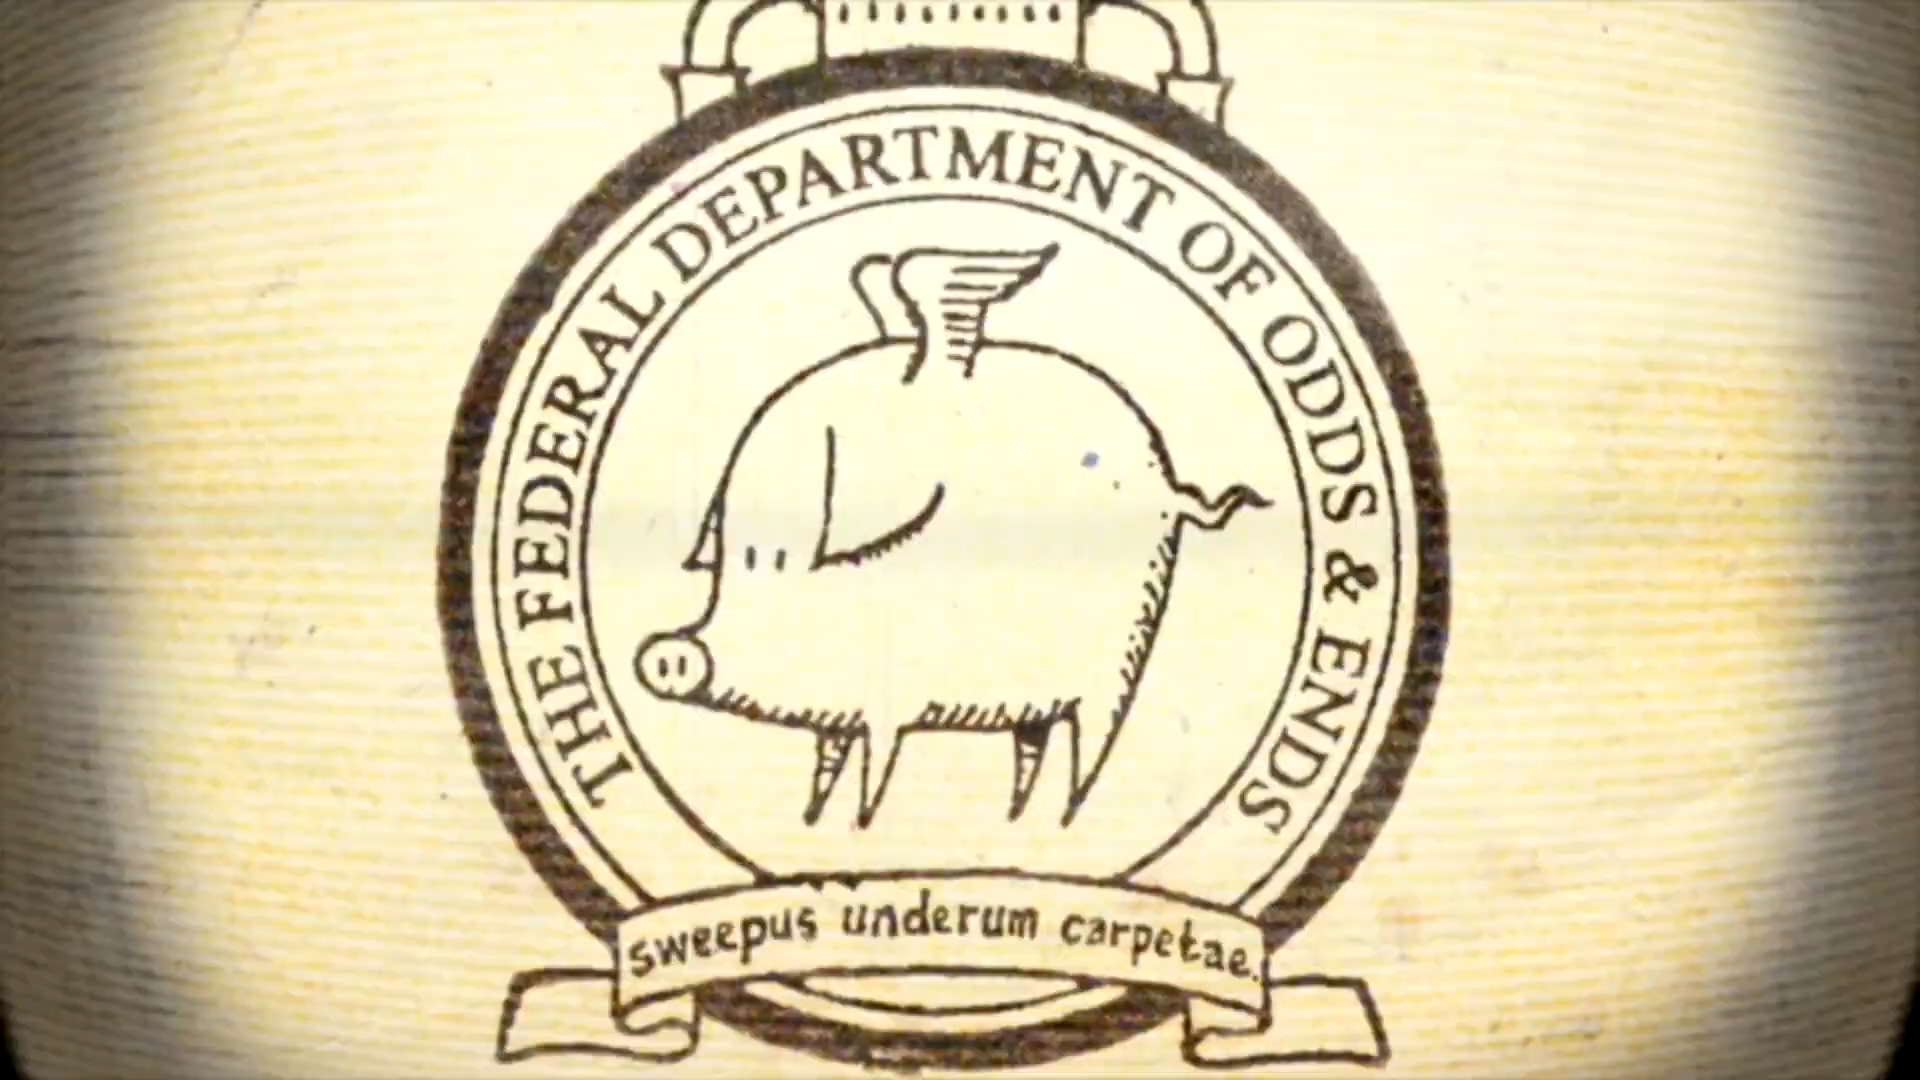 THE FEDERAL DEPARTMENT OF ODDS & ENDS
sweepus underum carpetae.